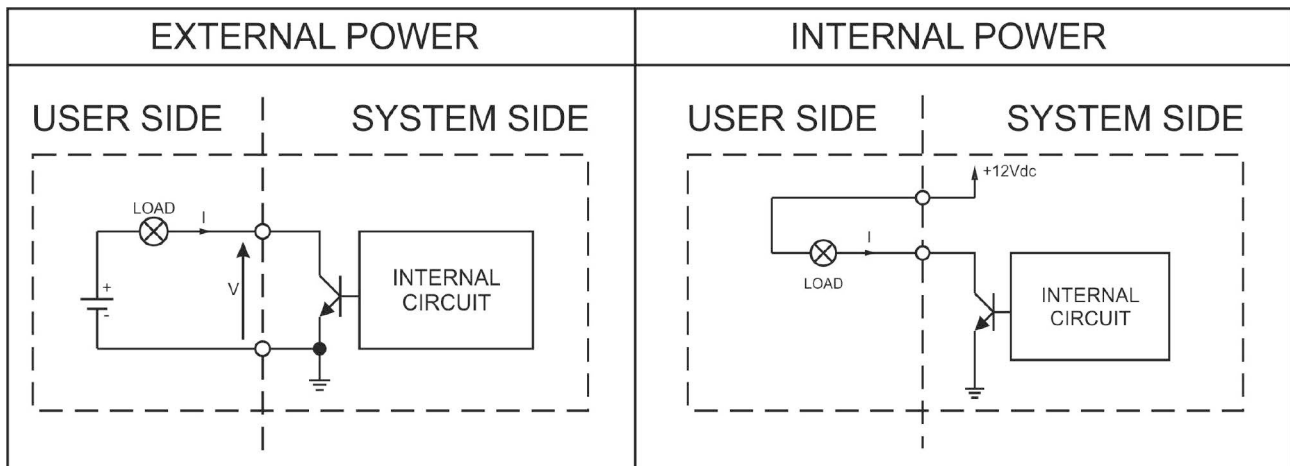 EXTERNAL POWER
INTERNAL POWER
USER SIDE
SYSTEM SIDE
LOAD
I
V
+
-
INTERNAL
CIRCUIT
USER SIDE
SYSTEM SIDE
+12Vdc
I
LOAD
INTERNAL
CIRCUIT